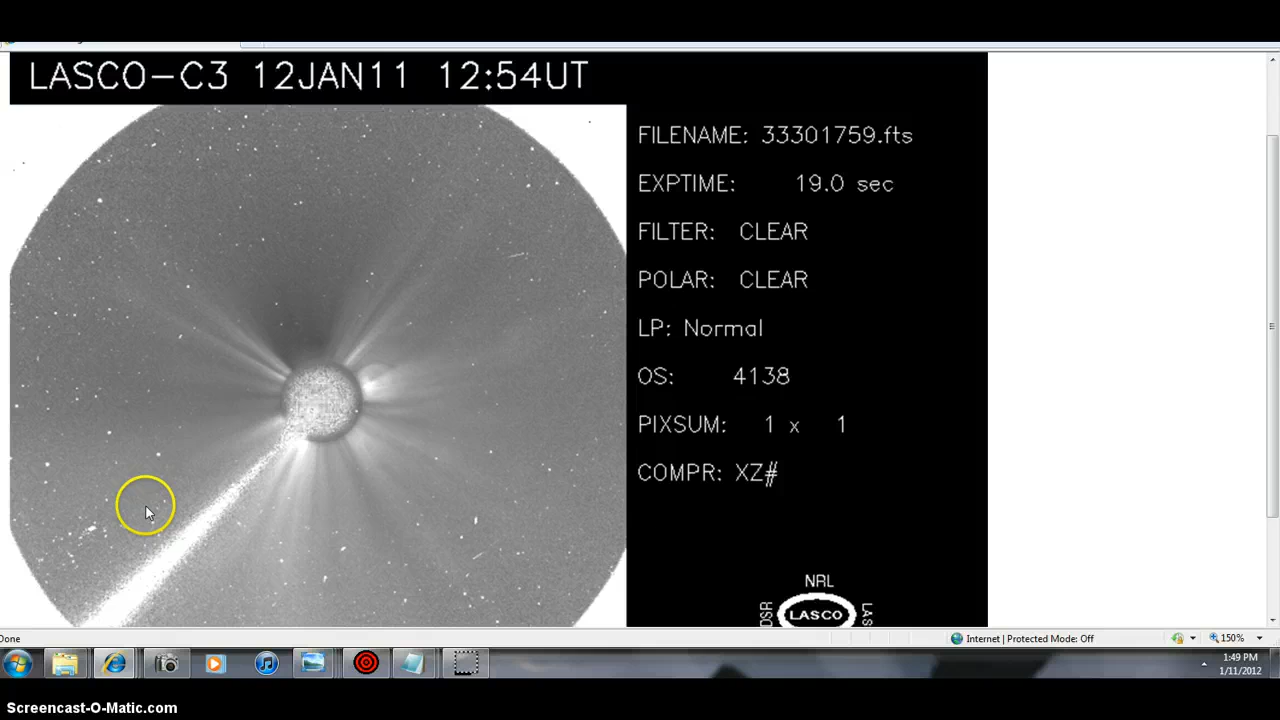 LASCO-C3 12JAN11 12:54UT
FILENAME: 33301759.fts
EXPTIME: 19.0 sec
FILTER: CLEAR
POLAR: CLEAR
LP: Normal
OS: 4138
PIXSUM: 1 x 1
COMPR: XZ#
NRL
DSR LASCO LAS
Done
Internet | Protected Mode: Off
150%
1:49 PM
1/11/2012
Screencast-O-Matic.com